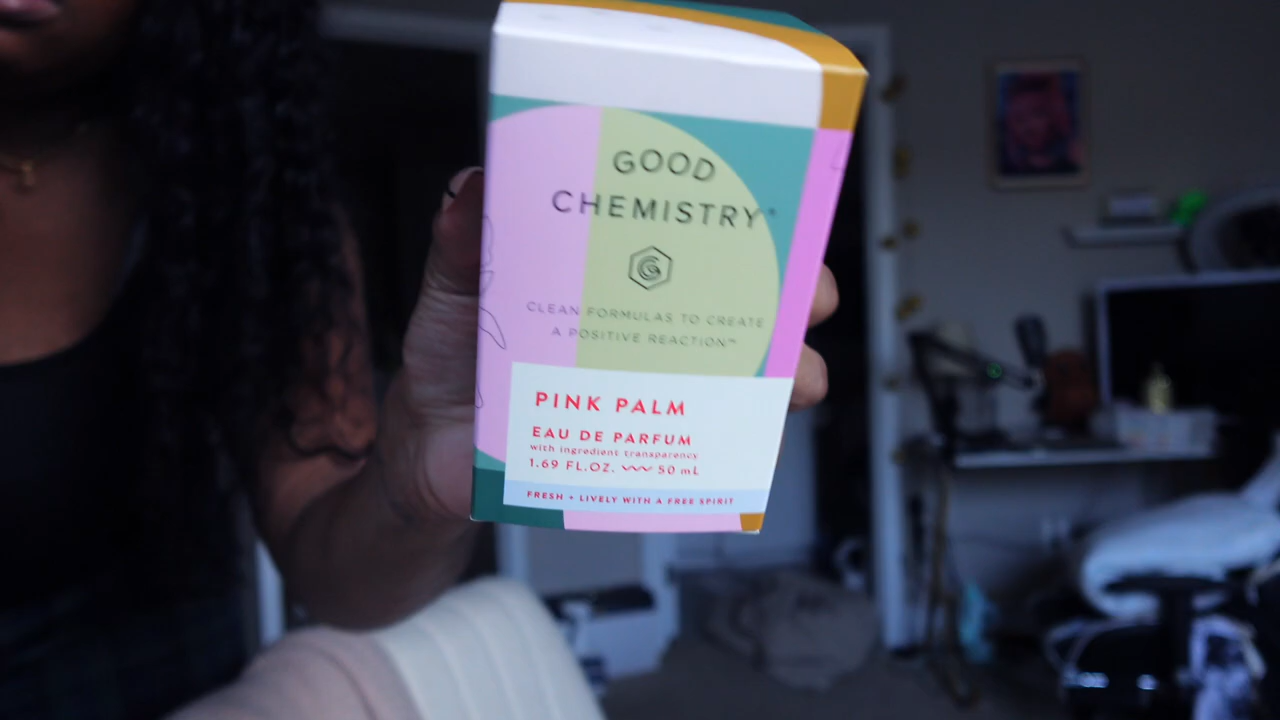 GOOD
CHEMISTRY®
CLEAN FORMULAS TO CREATE
A POSITIVE REACTION™
PINK PALM
EAU DE PARFUM
with ingredient transparency
1.69 FL.OZ. 50 mL
FRESH + LIVELY WITH A FREE SPIRIT